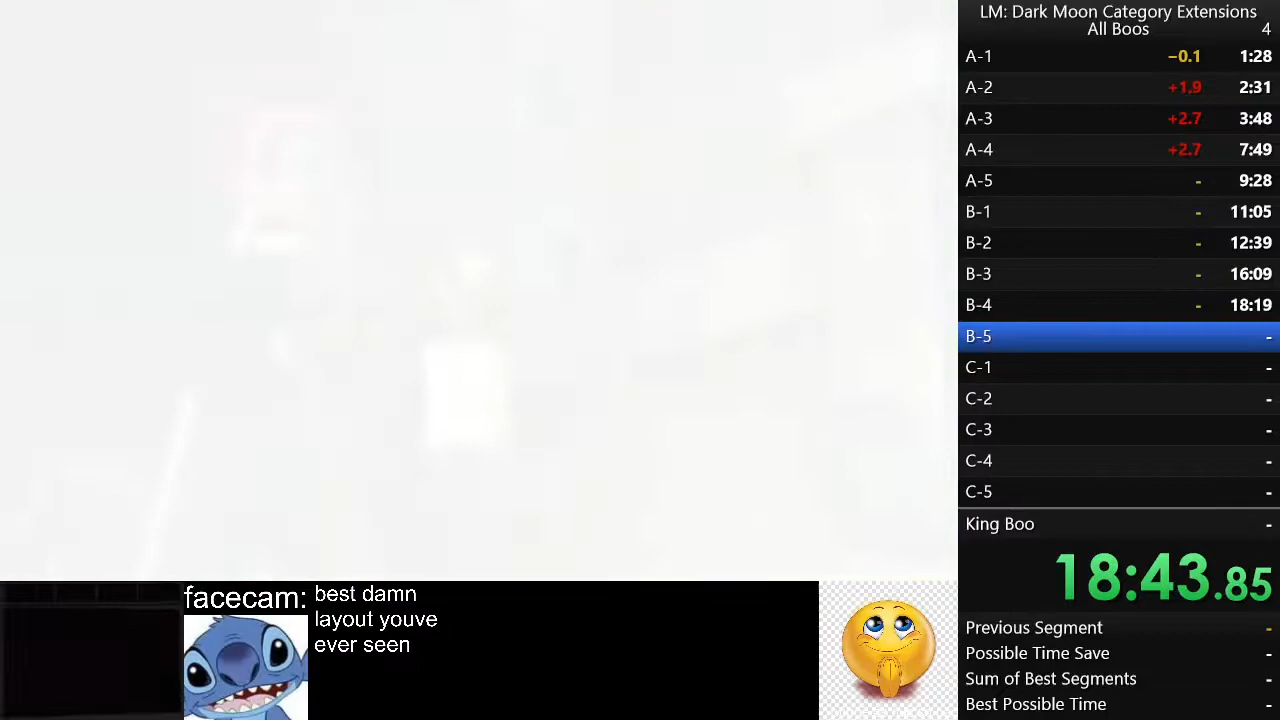 LM: Dark Moon Category Extensions
All Boos 4
A-1 −0.1 1:28
A-2 +1.9 2:31
A-3 +2.7 3:48
A-4 +2.7 7:49
A-5 - 9:28
B-1 - 11:05
B-2 - 12:39
B-3 - 16:09
B-4 - 18:19
B-5 -
C-1 -
C-2 -
C-3 -
C-4 -
C-5 -
King Boo -
18:43.85
Previous Segment -
Possible Time Save -
Sum of Best Segments -
Best Possible Time -
facecam:
best damn
layout youve
ever seen